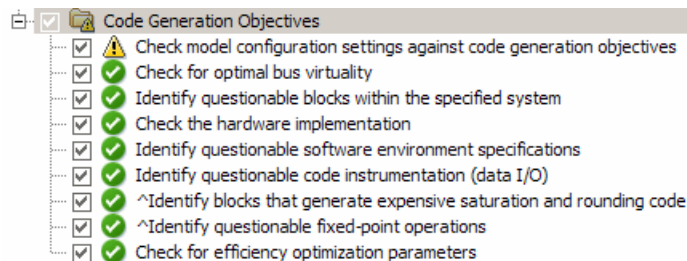 Code Generation Objectives
Check model configuration settings against code generation objectives
Check for optimal bus virtuality
Identify questionable blocks within the specified system
Check the hardware implementation
Identify questionable software environment specifications
Identify questionable code instrumentation (data I/O)
^Identify blocks that generate expensive saturation and rounding code
^Identify questionable fixed-point operations
Check for efficiency optimization parameters